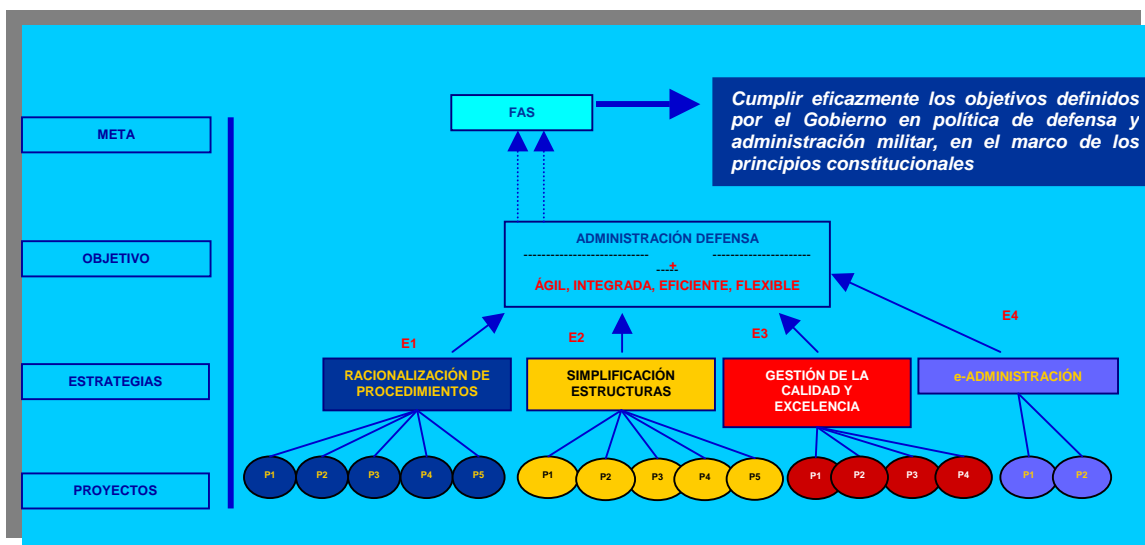 META
FAS
Cumplir eficazmente los objetivos definidos
por el Gobierno en política de defensa y
administración militar, en el marco de los
principios constitucionales
OBJETIVO
ADMINISTRACIÓN DEFENSA
+
ÁGIL, INTEGRADA, EFICIENTE, FLEXIBLE
E1
E2
E3
E4
ESTRATEGIAS
RACIONALIZACIÓN DE
PROCEDIMIENTOS
SIMPLIFICACIÓN
ESTRUCTURAS
GESTIÓN DE LA
CALIDAD Y
EXCELENCIA
e-ADMINISTRACIÓN
PROYECTOS
P1 P2 P3 P4 P5
P1 P2 P3 P4 P5
P1 P2 P3 P4
P1 P2